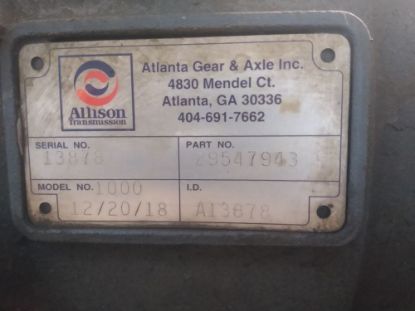 Allison
Transmission
Atlanta Gear & Axle Inc.
4830 Mendel Ct.
Atlanta, GA 30336
404-691-7662
SERIAL NO.
13878
PART NO.
29547943
MODEL NO. 1000
12/20/18
I.D.
A13878